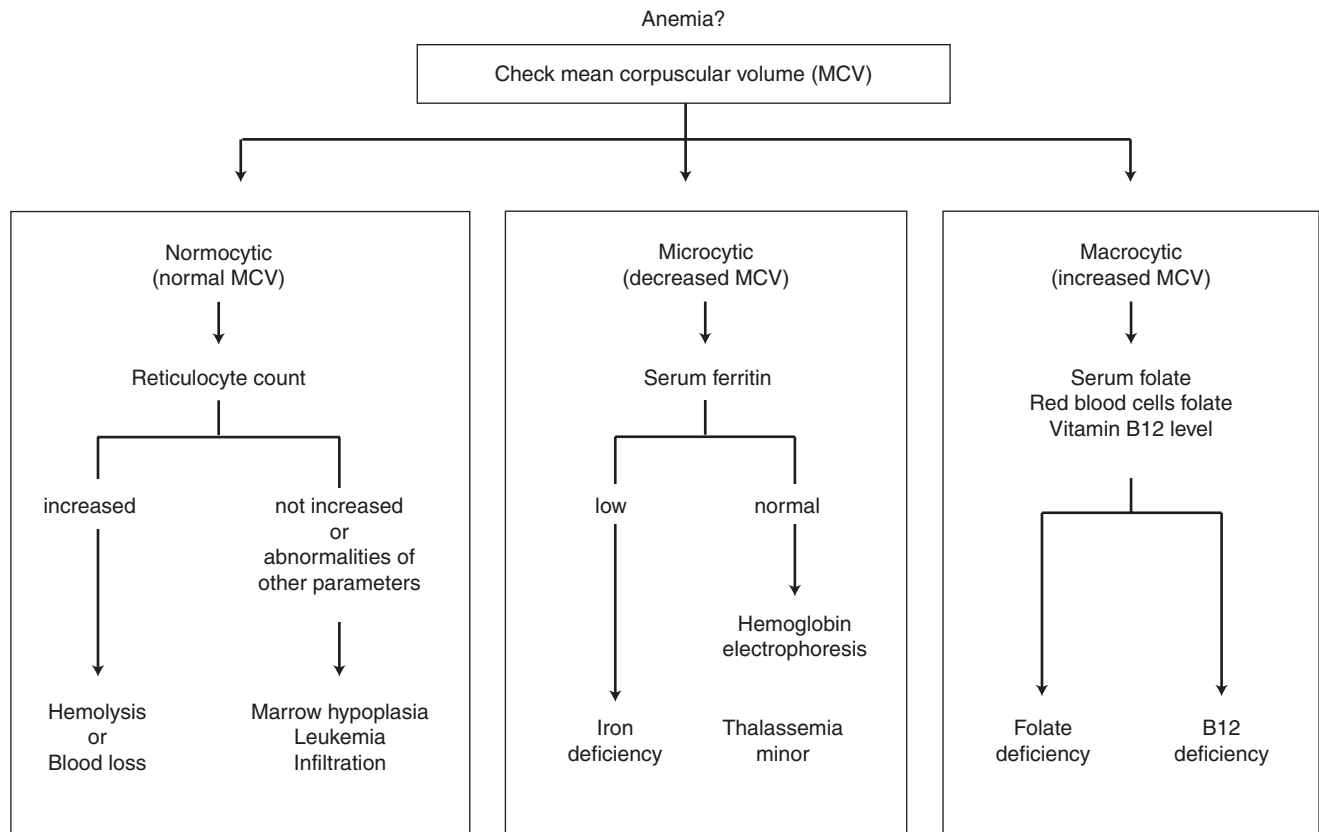 Anemia?
Check mean corpuscular volume (MCV)
Normocytic
(normal MCV)
Reticulocyte count
increased
not increased
or
abnormalities of
other parameters
Hemolysis
or
Blood loss
Marrow hypoplasia
Leukemia
Infiltration
Microcytic
(decreased MCV)
Serum ferritin
low
normal
Hemoglobin
electrophoresis
Iron
deficiency
Thalassemia
minor
Macrocytic
(increased MCV)
Serum folate
Red blood cells folate
Vitamin B12 level
Folate
deficiency
B12
deficiency